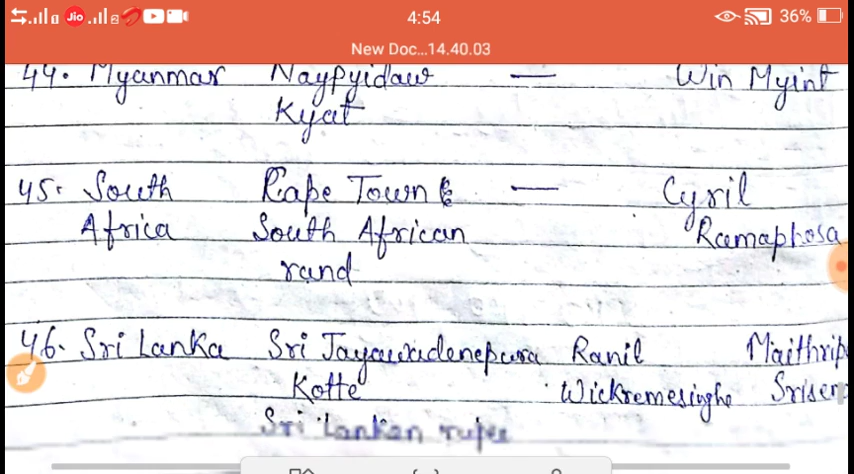 4:54
36%
New Doc...14.40.03
44. Myanmar Naypyidaw — Win Myint
Kyat
45. South Cape Town & — Cyril
Africa South African Ramaphosa
rand
46. Sri Lanka Sri Jayawadenepura Ranil Maithrip
Kotte Wickremesinghe Srisen
Sri Lankan rupee